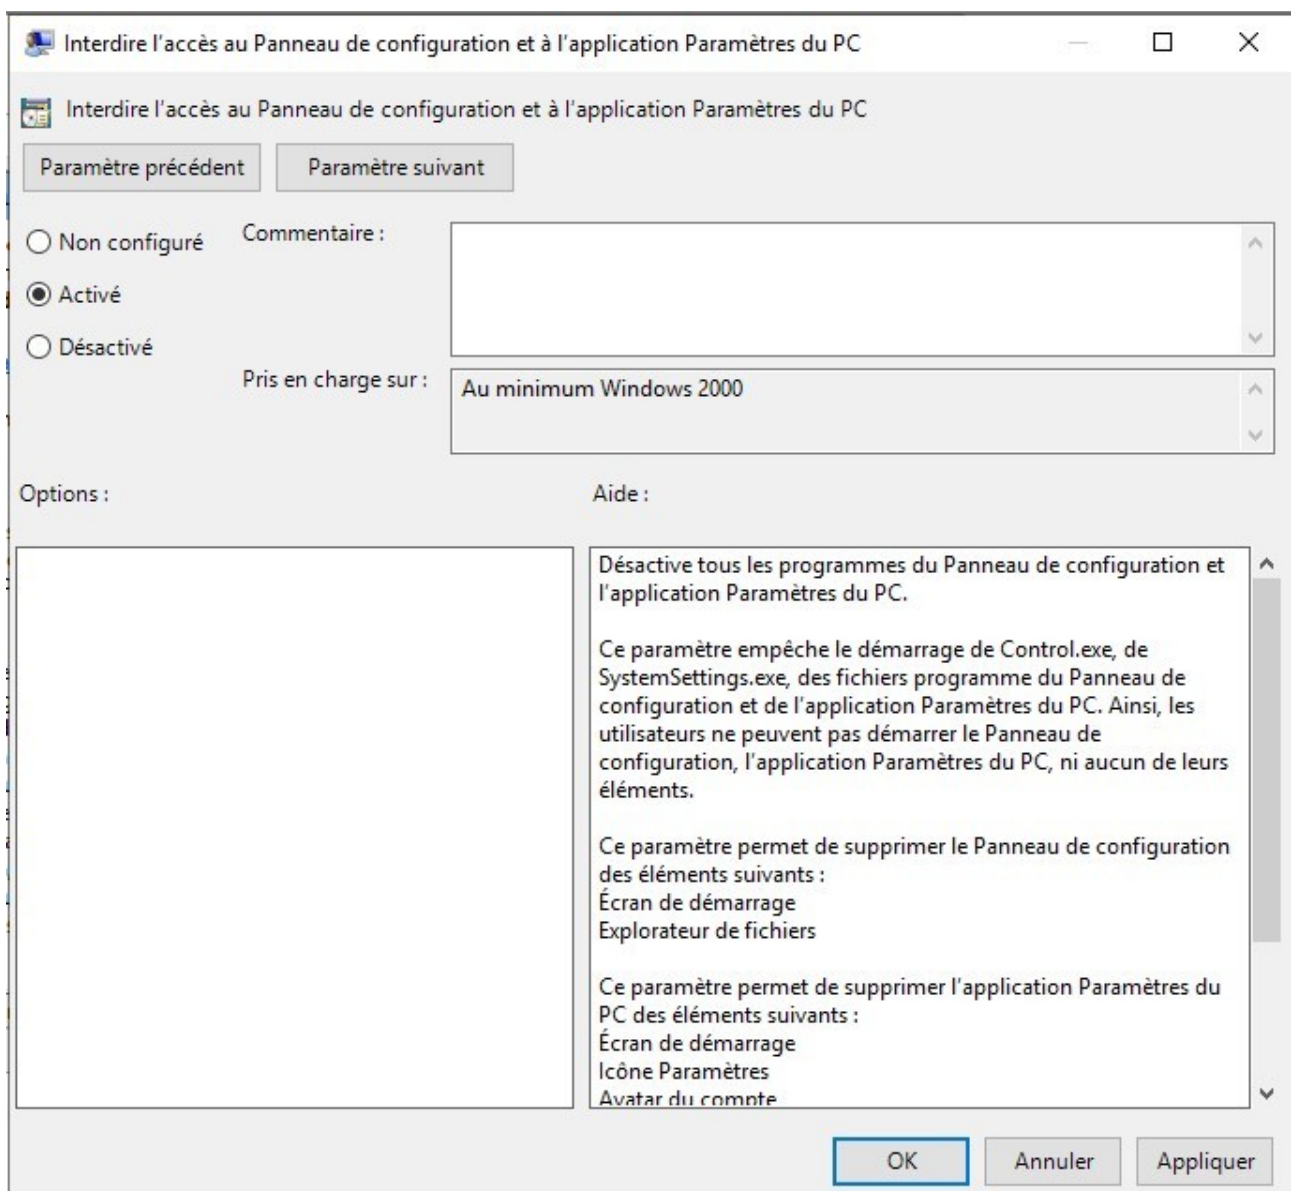 Interdire l'accès au Panneau de configuration et à l'application Paramètres du PC
Interdire l'accès au Panneau de configuration et à l'application Paramètres du PC
Paramètre précédent
Paramètre suivant
Non configuré
Commentaire :
Activé
Désactivé
Pris en charge sur :
Au minimum Windows 2000
Options :
Aide :
Désactive tous les programmes du Panneau de configuration et
l'application Paramètres du PC.
Ce paramètre empêche le démarrage de Control.exe, de
SystemSettings.exe, des fichiers programme du Panneau de
configuration et de l'application Paramètres du PC. Ainsi, les
utilisateurs ne peuvent pas démarrer le Panneau de
configuration, l'application Paramètres du PC, ni aucun de leurs
éléments.
Ce paramètre permet de supprimer le Panneau de configuration
des éléments suivants :
Écran de démarrage
Explorateur de fichiers
Ce paramètre permet de supprimer l'application Paramètres du
PC des éléments suivants :
Écran de démarrage
Icône Paramètres
Avatar du compte
OK
Annuler
Appliquer